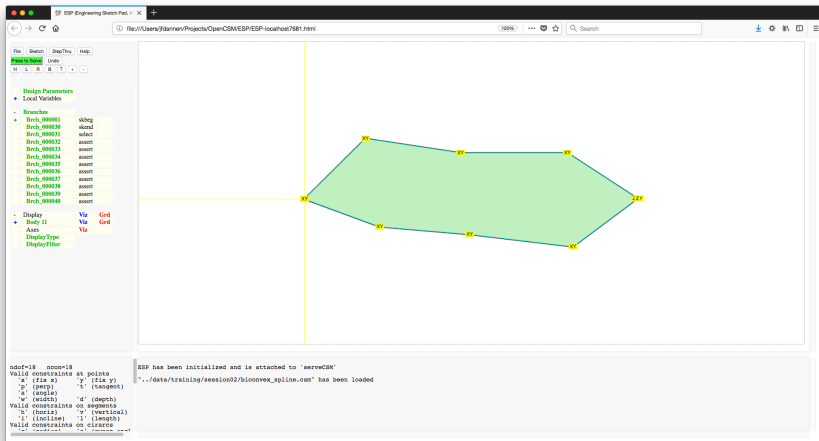 ESP (Engineering Sketch Pad, V
file:///Users/jfdannen/Projects/OpenCSM/ESP/ESP-localhost7681.html
120%
Search
File Sketch StepThru Help
Press to Solve Undo
H L R B T + -
Design Parameters
+ Local Variables
- Branches
+ Brch_000001 skbeg
Brch_000030 skend
Brch_000031 select
Brch_000032 assert
Brch_000033 assert
Brch_000034 assert
Brch_000035 assert
Brch_000036 assert
Brch_000037 assert
Brch_000038 assert
Brch_000039 assert
Brch_000040 assert
- Display Viz Grd
+ Body 11 Viz Grd
Axes Viz
DisplayType
DisplayFilter
XY
XY
XY
XY
XY
XY
XY
XY
ndof=18 ncon=18
Valid constraints at points
'x' (fix x) 'y' (fix y)
'p' (perp) 't' (tangent)
'a' (angle)
'w' (width) 'd' (depth)
Valid constraints on segments
'h' (horiz) 'v' (vertical)
'i' (incline) 'l' (length)
Valid constraints on cirarcs
ESP has been initialized and is attached to 'serveCSM'
"../data/training/session02/biconvex_spline.csm" has been loaded